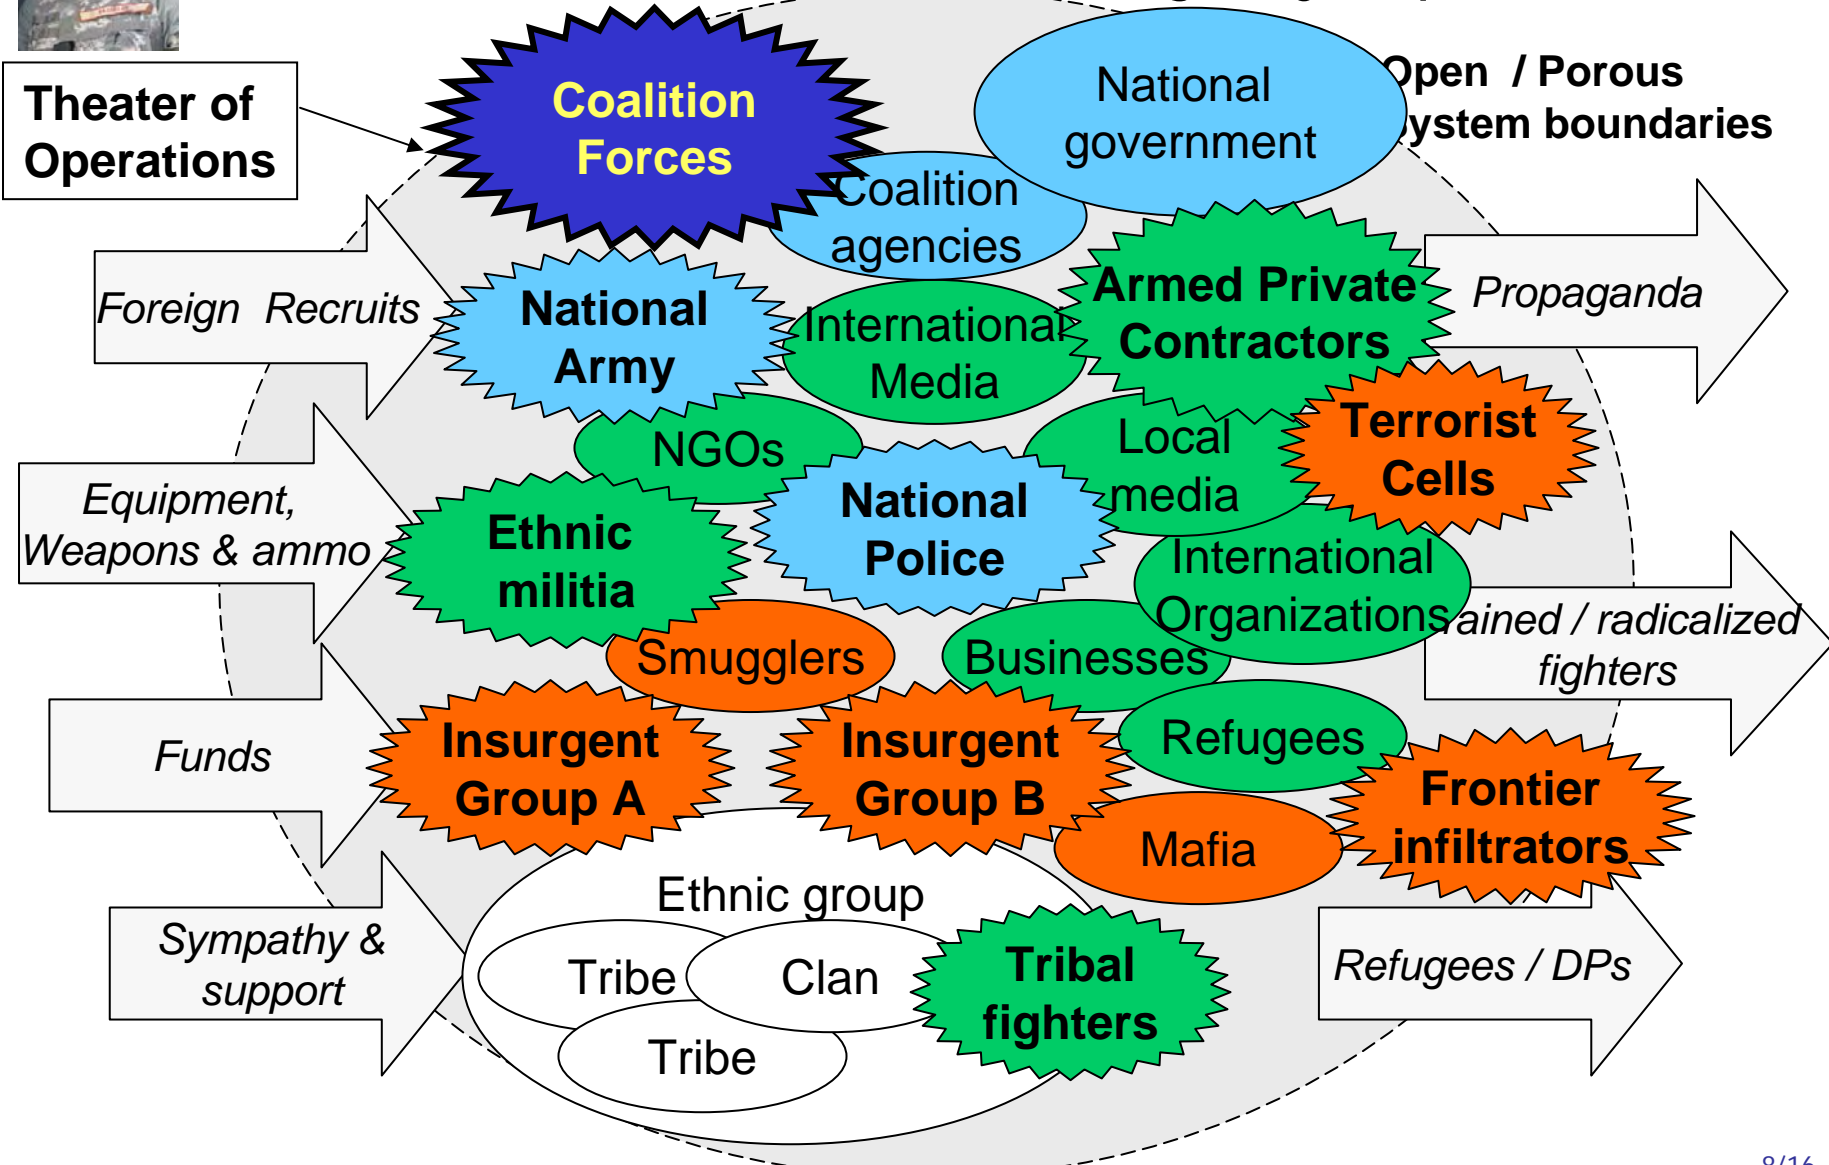 Open / Porous
system boundaries
Theater of
Operations
Coalition
Forces
National
government
Coalition
agencies
Foreign Recruits
National
Army
International
Media
Armed Private
Contractors
Propaganda
Equipment,
Weapons & ammo
NGOs
Local
media
Terrorist
Cells
Ethnic
militia
National
Police
International
Organizations
ained / radicalized
fighters
Smugglers
Businesses
Funds
Insurgent
Group A
Insurgent
Group B
Refugees
Frontier
infiltrators
Mafia
Sympathy &
support
Ethnic group
Tribe
Clan
Tribe
Tribal
fighters
Refugees / DPs
8/16